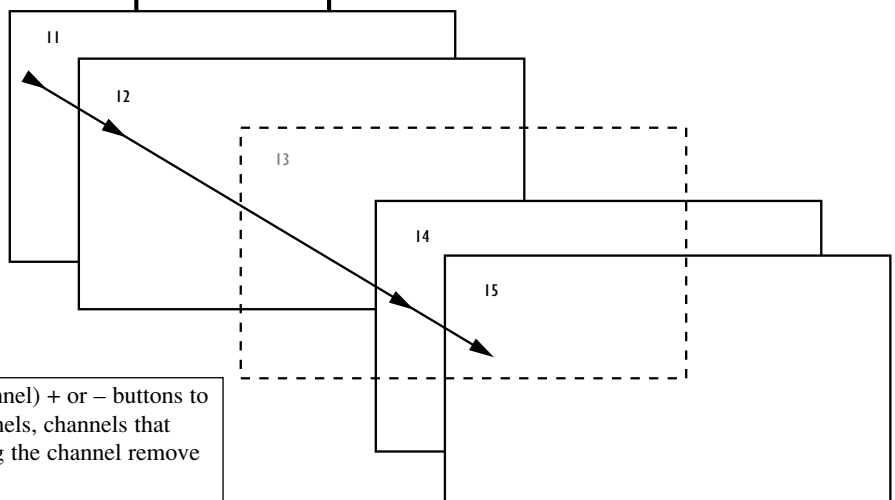 11
12
13
14
15
nel) + or – buttons to
nels, channels that
g the channel remove